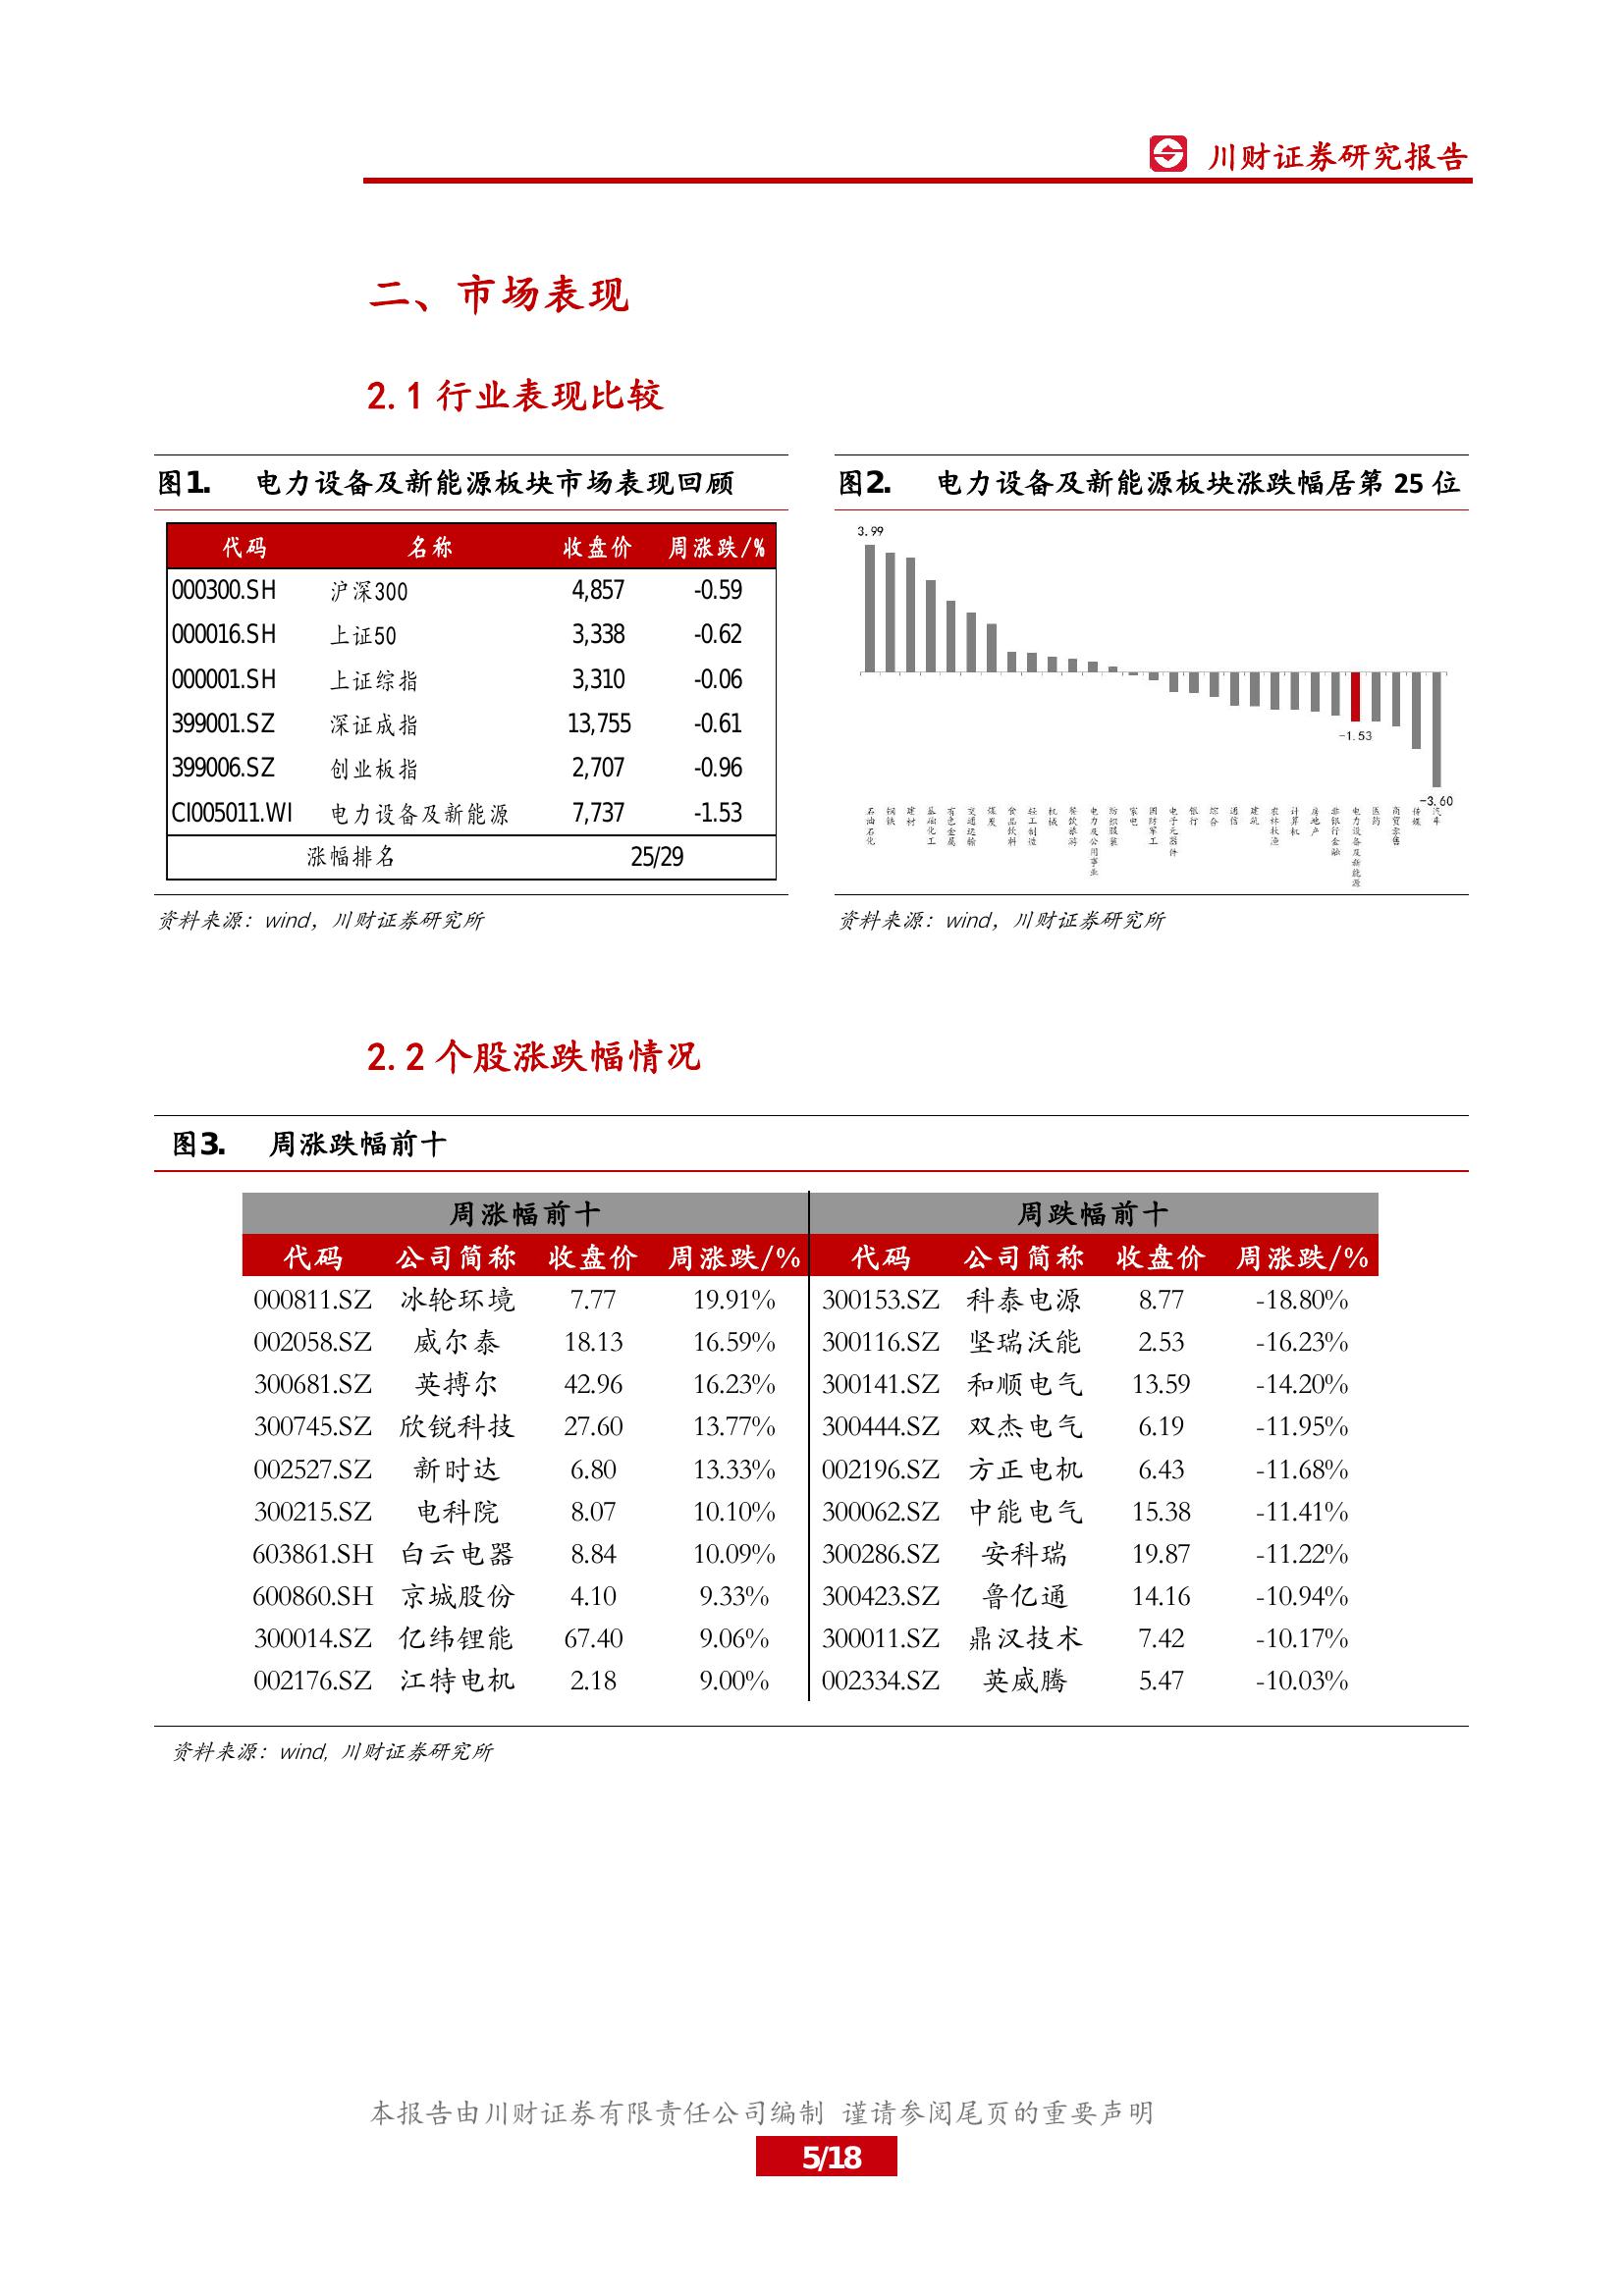 川财证券研究报告
二、市场表现
2.1 行业表现比较
图1. 电力设备及新能源板块市场表现回顾
代码 名称 收盘价 周涨跌/%
000300.SH 沪深300 4,857 -0.59
000016.SH 上证50 3,338 -0.62
000001.SH 上证综指 3,310 -0.06
399001.SZ 深证成指 13,755 -0.61
399006.SZ 创业板指 2,707 -0.96
CI005011.WI 电力设备及新能源 7,737 -1.53
涨幅排名 25/29
资料来源：wind，川财证券研究所
图2. 电力设备及新能源板块涨跌幅居第 25 位
3.99
-1.53
-3.60
石油石化
钢铁
建材
基础化工
有色金属
交通运输
煤炭
食品饮料
轻工制造
机械
餐饮旅游
电力及公用事业
纺织服装
家电
国防军工
电子元器件
银行
综合
通信
建筑
农林牧渔
计算机
房地产
非银行金融
电力设备及新能源
医药
商贸零售
传媒
汽车
资料来源：wind，川财证券研究所
2.2 个股涨跌幅情况
图3. 周涨跌幅前十
周涨幅前十 周跌幅前十
代码 公司简称 收盘价 周涨跌/% 代码 公司简称 收盘价 周涨跌/%
000811.SZ 冰轮环境 7.77 19.91% 300153.SZ 科泰电源 8.77 -18.80%
002058.SZ 威尔泰 18.13 16.59% 300116.SZ 坚瑞沃能 2.53 -16.23%
300681.SZ 英搏尔 42.96 16.23% 300141.SZ 和顺电气 13.59 -14.20%
300745.SZ 欣锐科技 27.60 13.77% 300444.SZ 双杰电气 6.19 -11.95%
002527.SZ 新时达 6.80 13.33% 002196.SZ 方正电机 6.43 -11.68%
300215.SZ 电科院 8.07 10.10% 300062.SZ 中能电气 15.38 -11.41%
603861.SH 白云电器 8.84 10.09% 300286.SZ 安科瑞 19.87 -11.22%
600860.SH 京城股份 4.10 9.33% 300423.SZ 鲁亿通 14.16 -10.94%
300014.SZ 亿纬锂能 67.40 9.06% 300011.SZ 鼎汉技术 7.42 -10.17%
002176.SZ 江特电机 2.18 9.00% 002334.SZ 英威腾 5.47 -10.03%
资料来源：wind, 川财证券研究所
本报告由川财证券有限责任公司编制 谨请参阅尾页的重要声明
5/18